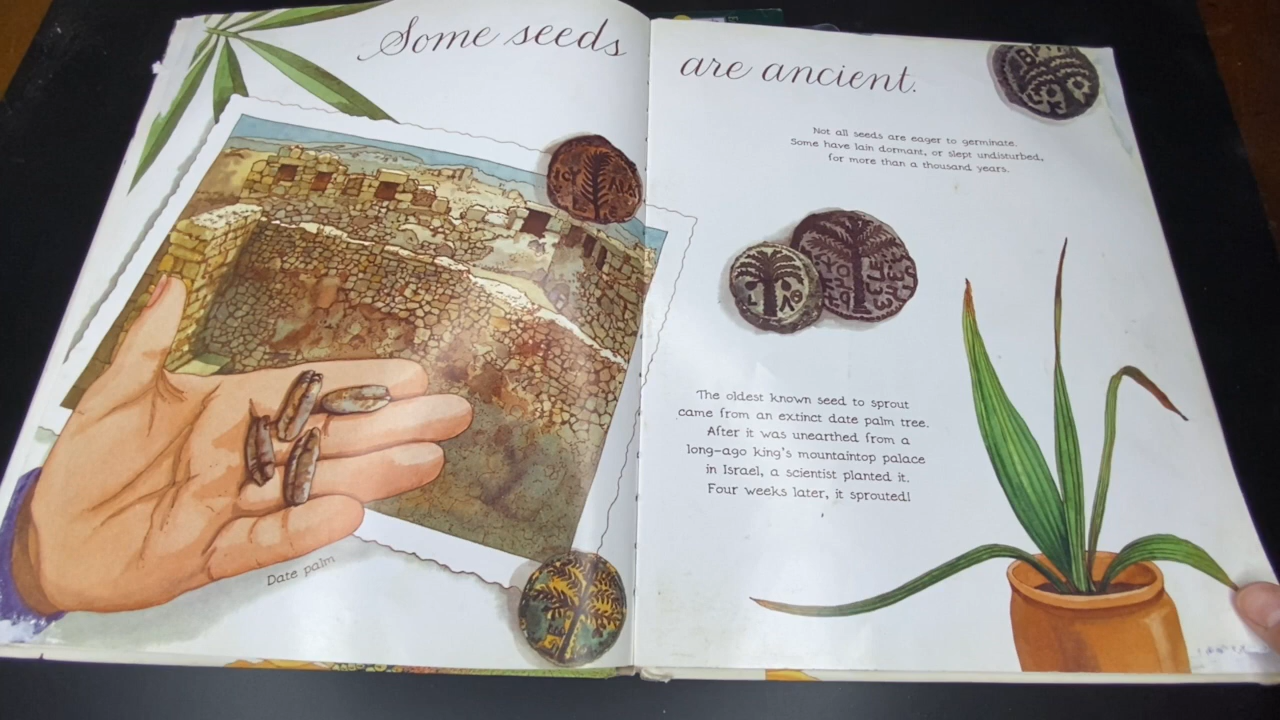 Some seeds
are ancient.
Not all seeds are eager to germinate.
Some have lain dormant, or slept undisturbed,
for more than a thousand years.
The oldest known seed to sprout
came from an extinct date palm tree.
After it was unearthed from a
long-ago king's mountaintop palace
in Israel, a scientist planted it.
Four weeks later, it sprouted!
Date palm